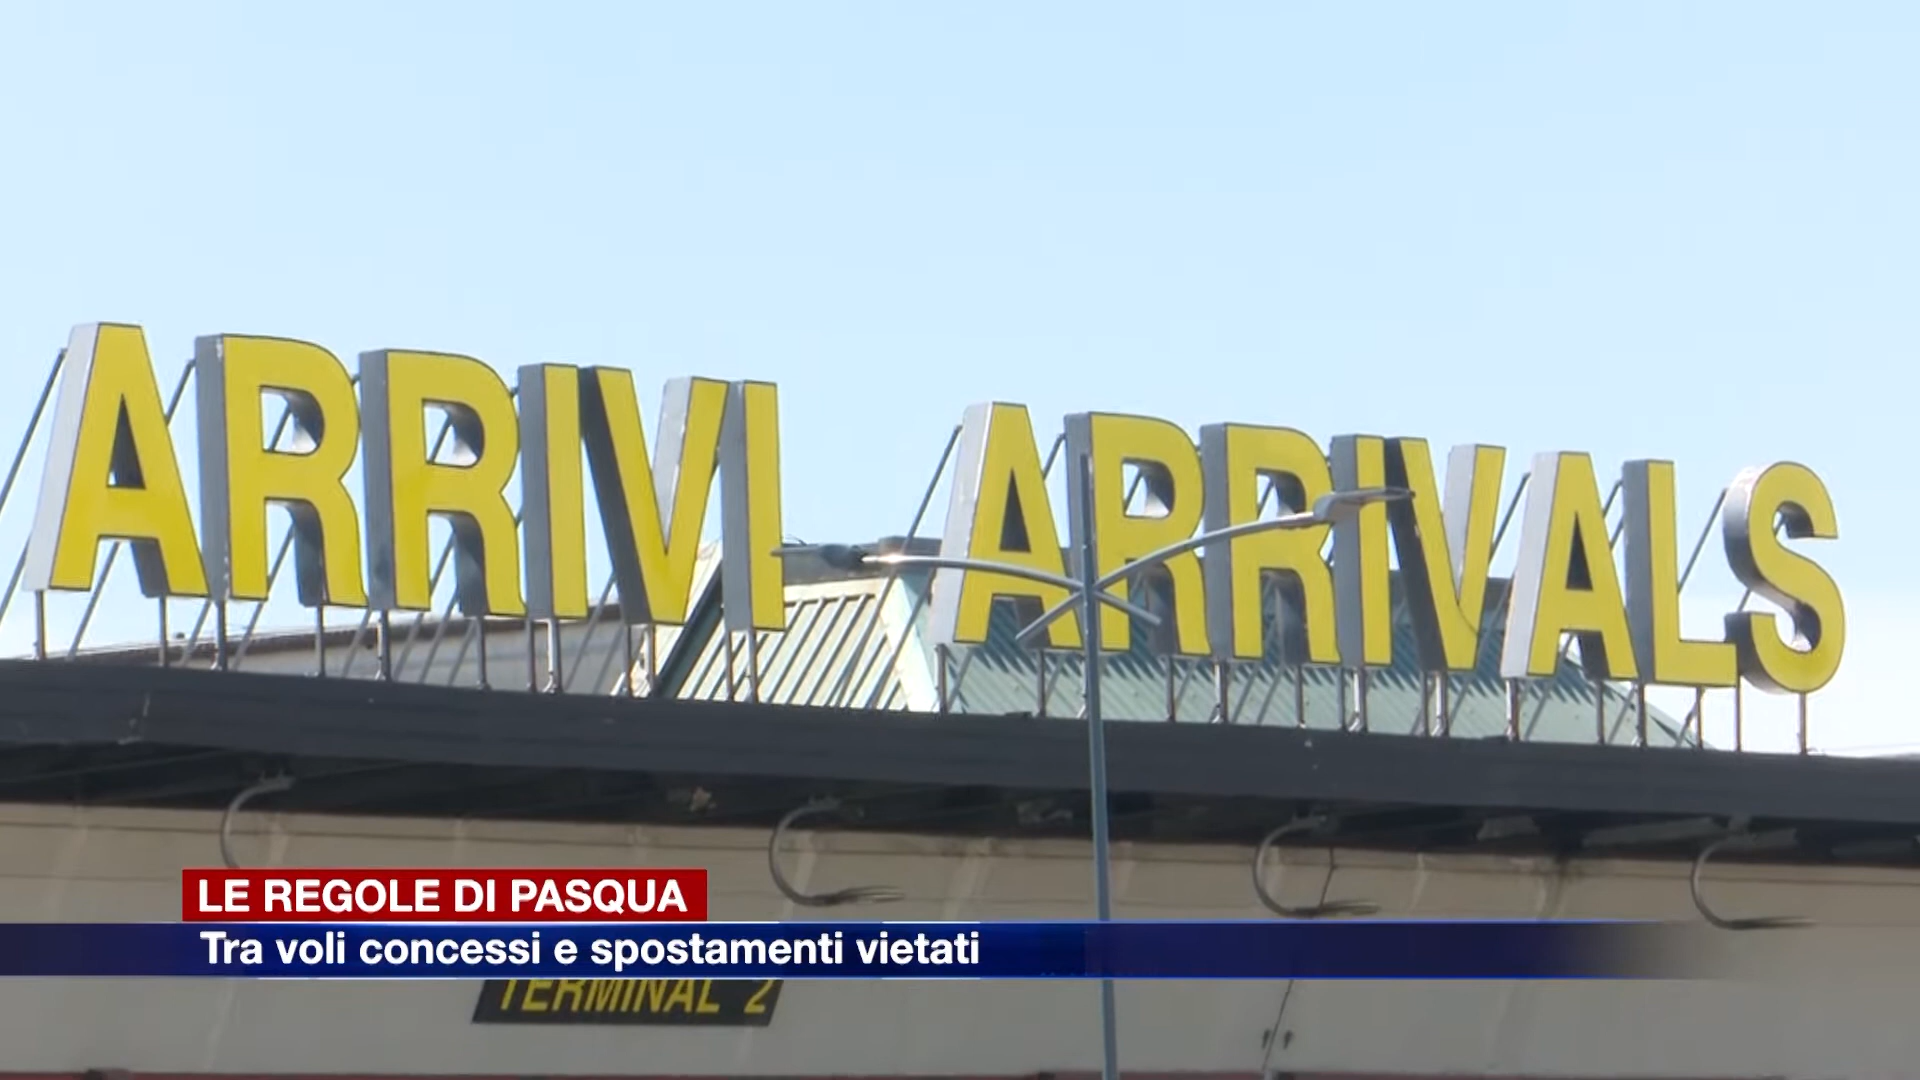 ARRIVI ARRIVALS
LE REGOLE DI PASQUA
Tra voli concessi e spostamenti vietati
TERMINAL 2